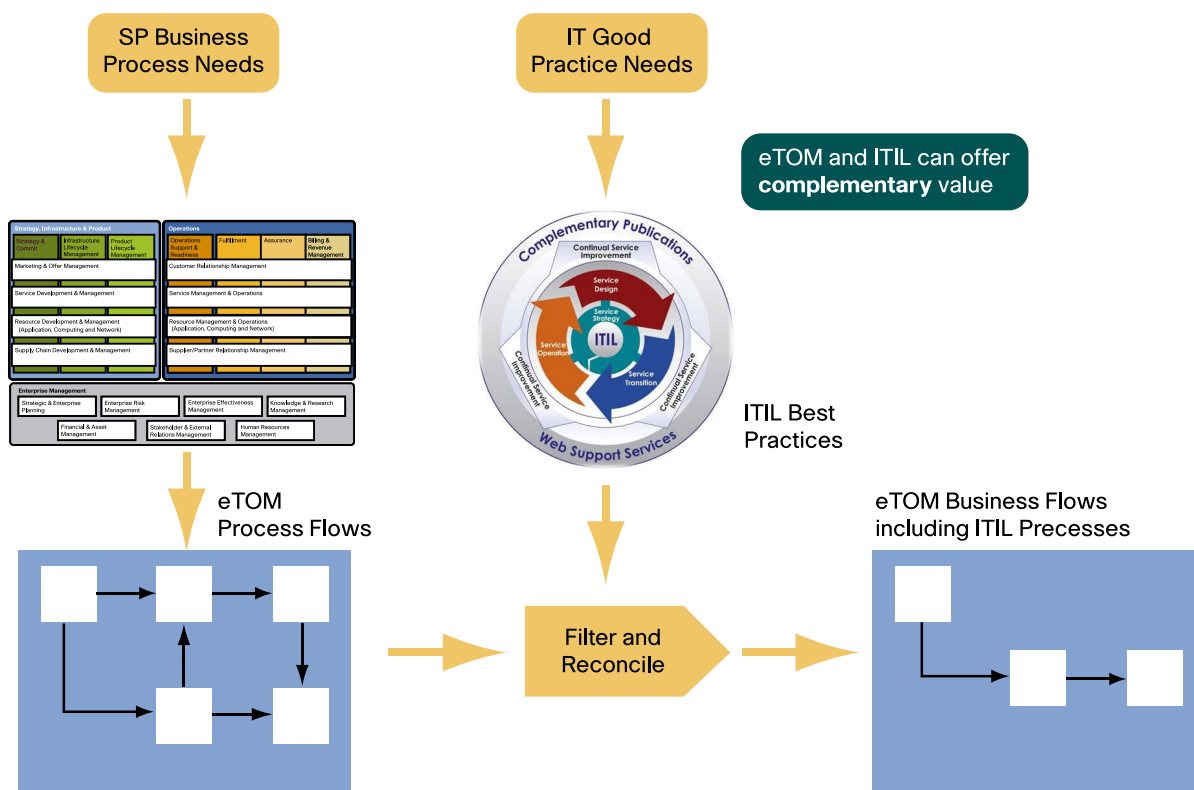 SP Business
Process Needs
IT Good
Practice Needs
eTOM and ITIL can offer
complementary value
Strategy, Infrastructure & Product
Strategy &
Commit
Infrastructure
Lifecycle
Management
Product
Lifecycle
Management
Marketing & Offer Management
Service Development & Management
Resource Development & Management
(Application, Computing and Network)
Supply Chain Development & Management
Operations
Operations
Support &
Readiness
Fulfillment
Assurance
Billing &
Revenue
Management
Customer Relationship Management
Service Management & Operations
Resource Management & Operations
(Application, Computing and Network)
Supplier/Partner Relationship Management
Enterprise Management
Strategic & Enterprise
Planning
Enterprise Risk
Management
Enterprise Effectiveness
Management
Knowledge & Research
Management
Financial & Asset
Management
Stakeholder & External
Relations Management
Human Resources
Management
Complementary Publications
Continual Service
Improvement
Service
Design
Service
Strategy
ITIL
Service
Operation
Service
Transition
Continual Service
Improvement
Continual Service
Improvement
Web Support Services
ITIL Best
Practices
eTOM
Process Flows
eTOM Business Flows
including ITIL Precesses
Filter and
Reconcile